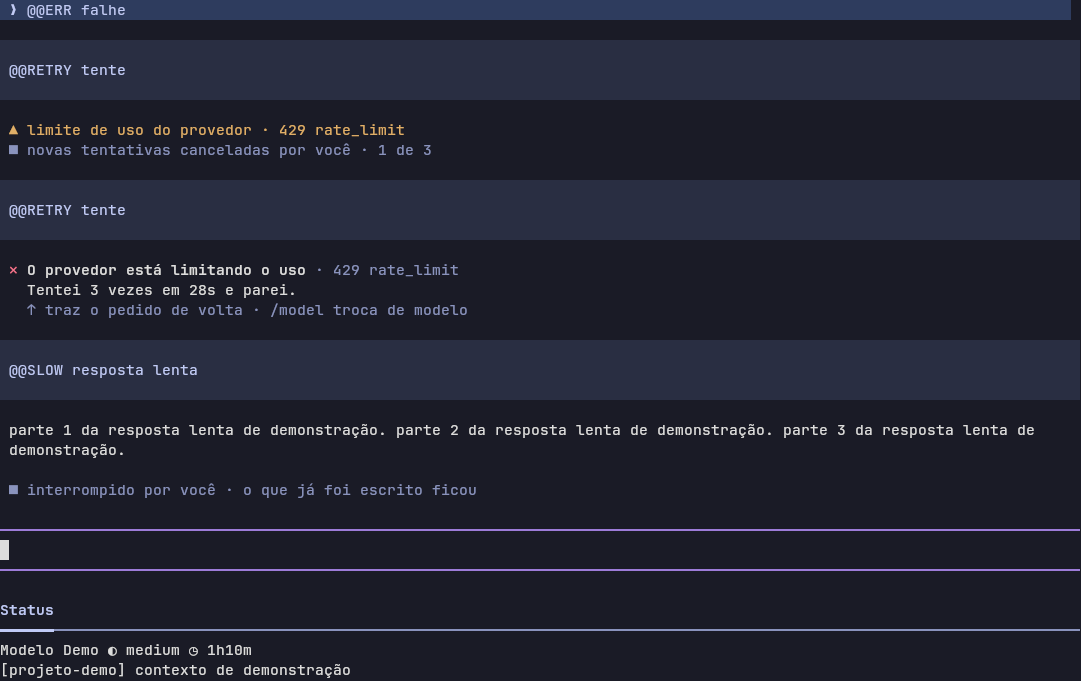 ❱ @@ERR falhe
@@RETRY tente
▲ limite de uso do provedor · 429 rate_limit
■ novas tentativas canceladas por você · 1 de 3
@@RETRY tente
× O provedor está limitando o uso · 429 rate_limit
Tentei 3 vezes em 28s e parei.
↑ traz o pedido de volta · /model troca de modelo
@@SLOW resposta lenta
parte 1 da resposta lenta de demonstração. parte 2 da resposta lenta de demonstração. parte 3 da resposta lenta de
demonstração.
■ interrompido por você · o que já foi escrito ficou
Status
Modelo Demo ◐ medium ◷ 1h10m
[projeto-demo] contexto de demonstração